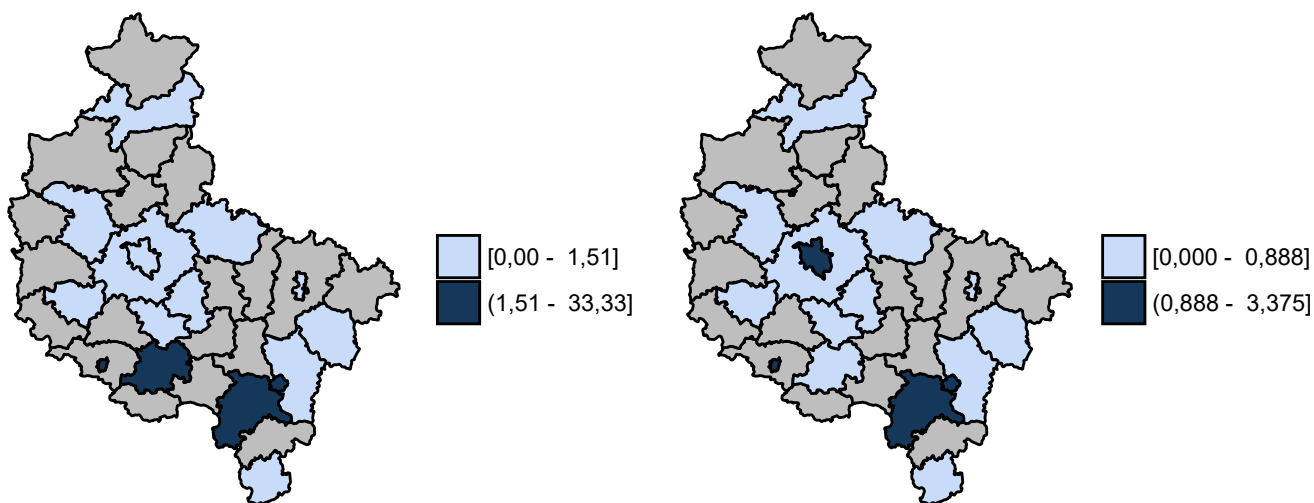 [0,00 - 1,51]
(1,51 - 33,33]
[0,000 - 0,888]
(0,888 - 3,375]